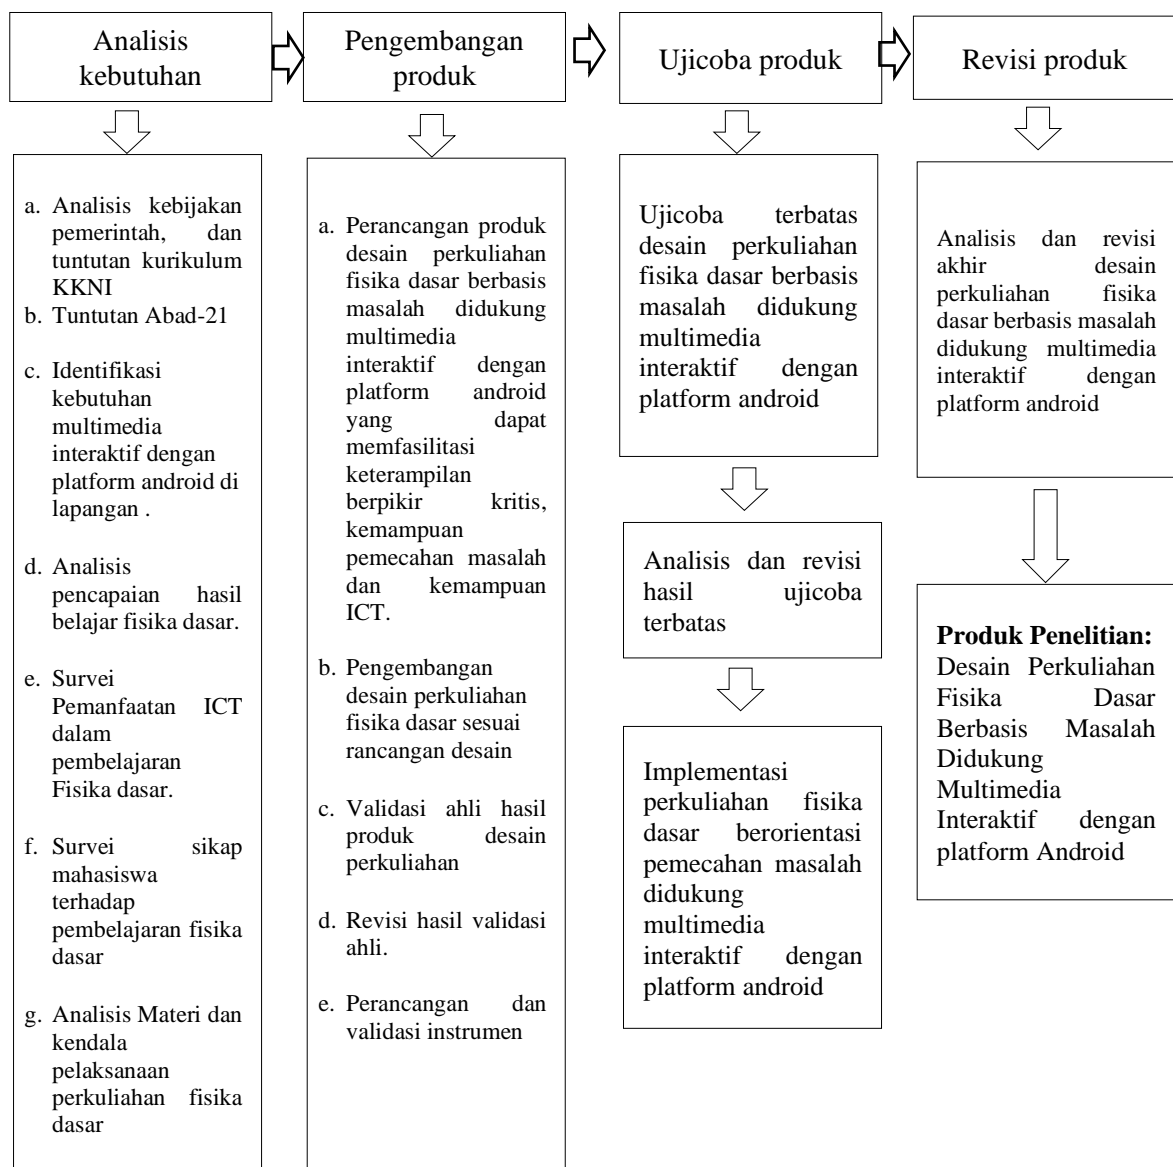 Analisis
kebutuhan
Pengembangan
produk
Ujicoba produk
Revisi produk
a. Analisis kebijakan
pemerintah, dan
tuntutan kurikulum
KKNI
b. Tuntutan Abad-21
c. Identifikasi
kebutuhan
multimedia
interaktif dengan
platform android di
lapangan .
d. Analisis
pencapaian hasil
belajar fisika dasar.
e. Survei
Pemanfaatan ICT
dalam
pembelajaran
Fisika dasar.
f. Survei sikap
mahasiswa
terhadap
pembelajaran fisika
dasar
g. Analisis Materi dan
kendala
pelaksanaan
perkuliahan fisika
dasar
a. Perancangan produk
desain perkuliahan
fisika dasar berbasis
masalah didukung
multimedia
interaktif dengan
platform android
yang dapat
memfasilitasi
keterampilan
berpikir kritis,
kemampuan
pemecahan masalah
dan kemampuan
ICT.
b. Pengembangan
desain perkuliahan
fisika dasar sesuai
rancangan desain
c. Validasi ahli hasil
produk desain
perkuliahan
d. Revisi hasil validasi
ahli.
e. Perancangan dan
validasi instrumen
Ujicoba terbatas
desain perkuliahan
fisika dasar berbasis
masalah didukung
multimedia
interaktif dengan
platform android
Analisis dan revisi
hasil ujicoba
terbatas
Implementasi
perkuliahan fisika
dasar berorientasi
pemecahan masalah
didukung
multimedia
interaktif dengan
platform android
Analisis dan revisi
akhir desain
perkuliahan fisika
dasar berbasis masalah
didukung multimedia
interaktif dengan
platform android
Produk Penelitian:
Desain Perkuliahan
Fisika Dasar
Berbasis Masalah
Didukung
Multimedia
Interaktif dengan
platform Android